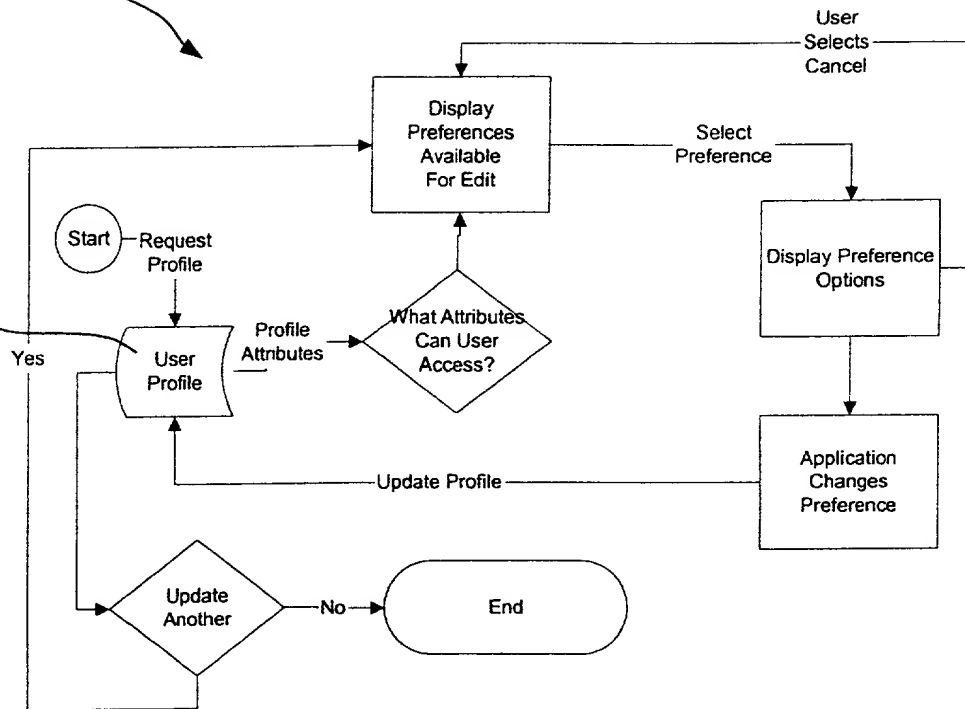 User
Selects
Cancel
Display
Preferences
Available
For Edit
Select
Preference
Start
Request
Profile
Display Preference
Options
Yes
User
Profile
Profile
Attributes
What Attributes
Can User
Access?
Update Profile
Application
Changes
Preference
Update
Another
No
End